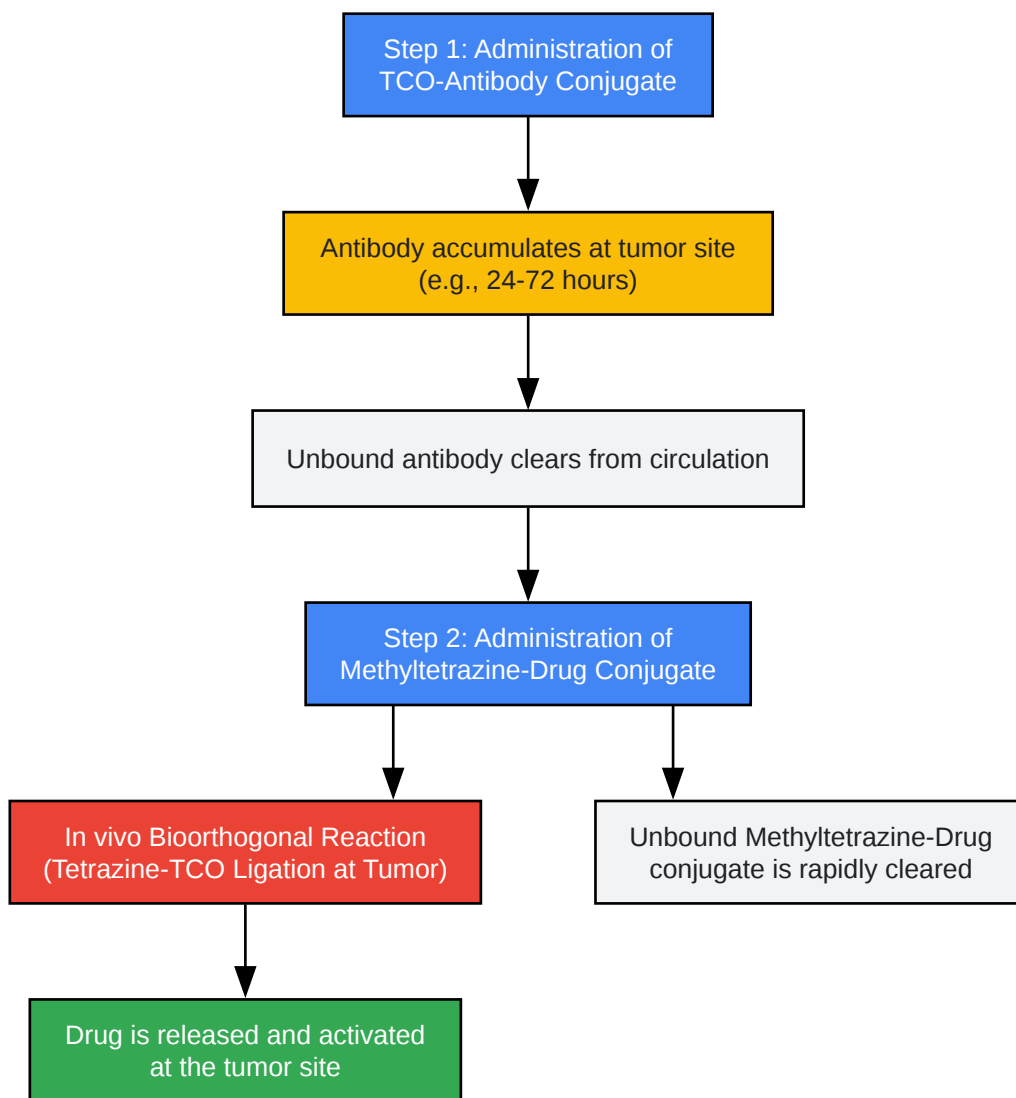 Step 1: Administration of
TCO-Antibody Conjugate
Antibody accumulates at tumor site
(e.g., 24-72 hours)
Unbound antibody clears from circulation
Step 2: Administration of
Methyltetrazine-Drug Conjugate
In vivo Bioorthogonal Reaction
(Tetrazine-TCO Ligation at Tumor)
Unbound Methyltetrazine-Drug
conjugate is rapidly cleared
Drug is released and activated
at the tumor site